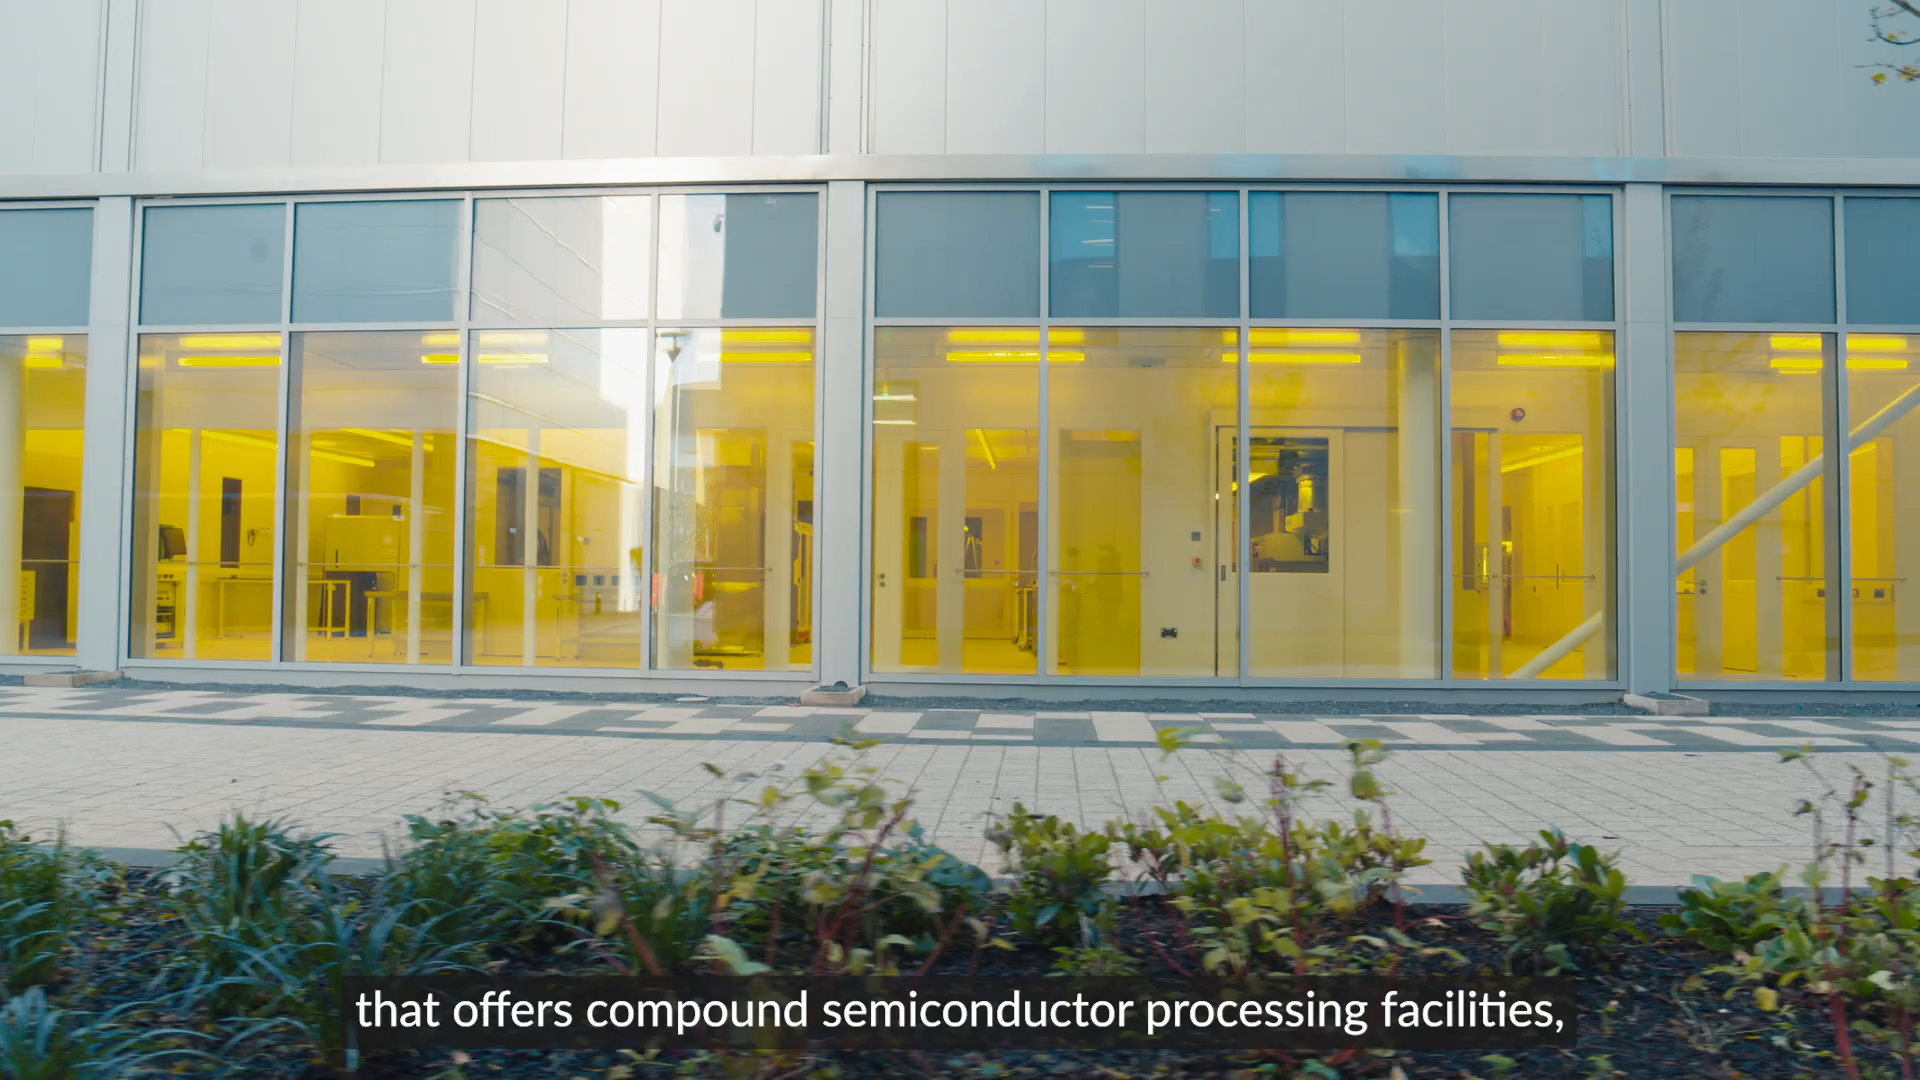 that offers compound semiconductor processing facilities,